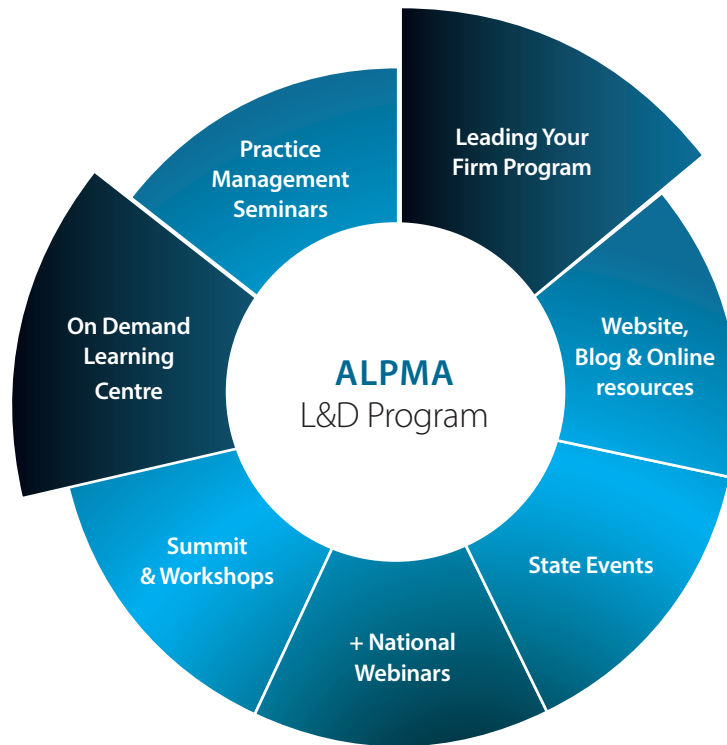 Leading Your
Firm Program
Practice
Management
Seminars
Website,
Blog & Online
resources
On Demand
Learning
Centre
ALPMA
L&D Program
State Events
Summit
& Workshops
+ National
Webinars